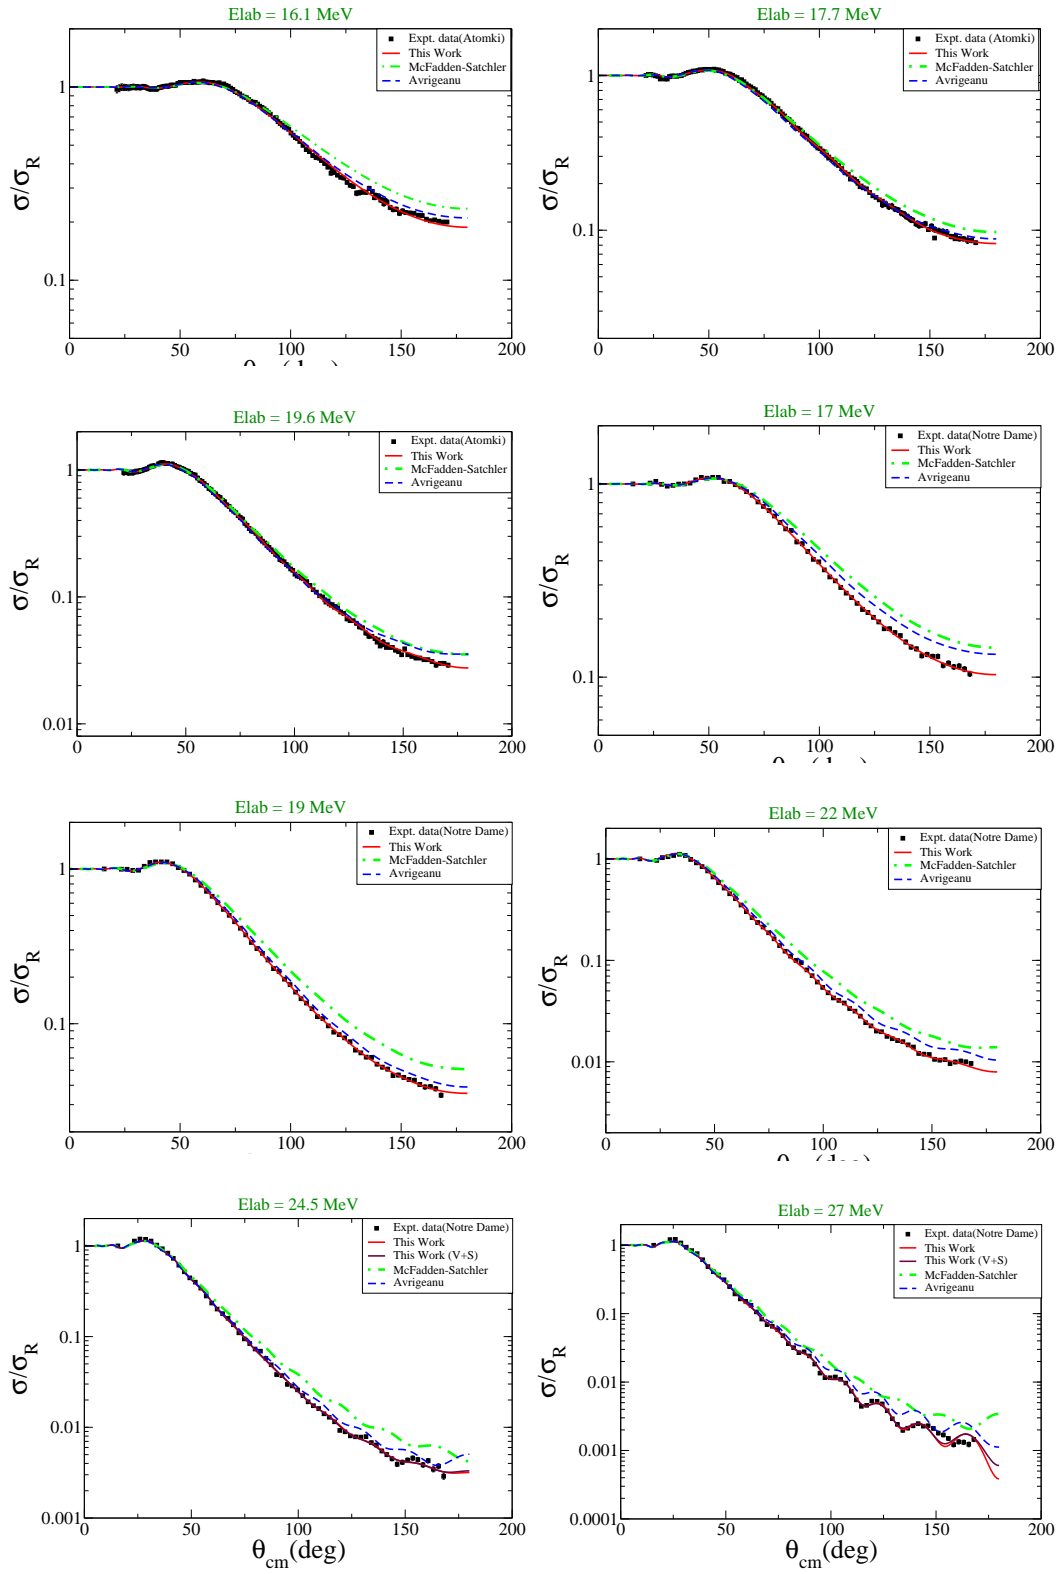 Elab = 16.1 MeV
Expt. data(Atomki)
This Work
McFadden-Satchler
Avrigeanu
1
0.1
σ/σR
0 50 100 150 200
Elab = 17.7 MeV
Expt. data (Atomki)
This Work
McFadden-Satchler
Avrigeanu
1
0.1
σ/σR
0 50 100 150 200
Elab = 19.6 MeV
Expt. data(Atomki)
This Work
McFadden-Satchler
Avrigeanu
1
0.1
0.01
σ/σR
0 50 100 150 200
Elab = 17 MeV
Expt. data(Notre Dame)
This Work
McFadden-Satchler
Avrigeanu
1
0.1
σ/σR
0 50 100 150 200
Elab = 19 MeV
Expt. data(Notre Dame)
This Work
McFadden-Satchler
Avrigeanu
1
0.1
σ/σR
0 50 100 150 200
Elab = 22 MeV
Expt. data(Notre Dame)
This Work
McFadden-Satchler
Avrigeanu
1
0.1
0.01
σ/σR
0 50 100 150 200
Elab = 24.5 MeV
Expt. data(Notre Dame)
This Work
This Work (V+S)
McFadden-Satchler
Avrigeanu
1
0.1
0.01
0.001
σ/σR
0 50 100 150 200
θcm(deg)
Elab = 27 MeV
Expt. data(Notre Dame)
This Work
This Work (V+S)
McFadden-Satchler
Avrigeanu
1
0.1
0.01
0.001
0.0001
σ/σR
0 50 100 150 200
θcm(deg)